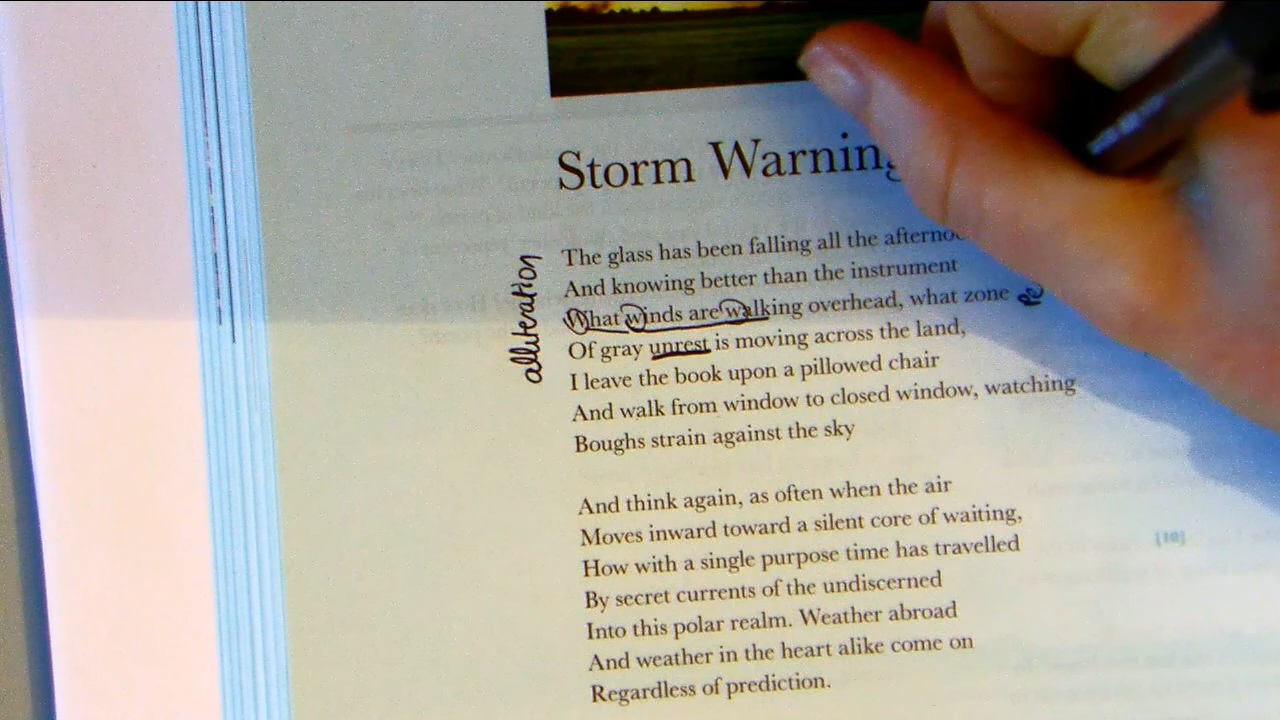 Storm Warning
The glass has been falling all the
And knowing better than the instrument
What winds are walking overhead, what zone
alliteration
Of gray unrest is moving across the land,
I leave the book upon a pillowed chair
And walk from window to closed window, watching
Boughs strain against the sky
And think again, as often when the air
Moves inward toward a silent core of waiting,
[10]
How with a single purpose time has travelled
By secret currents of the undiscerned
Into this polar realm. Weather abroad
And weather in the heart alike come on
Regardless of prediction.